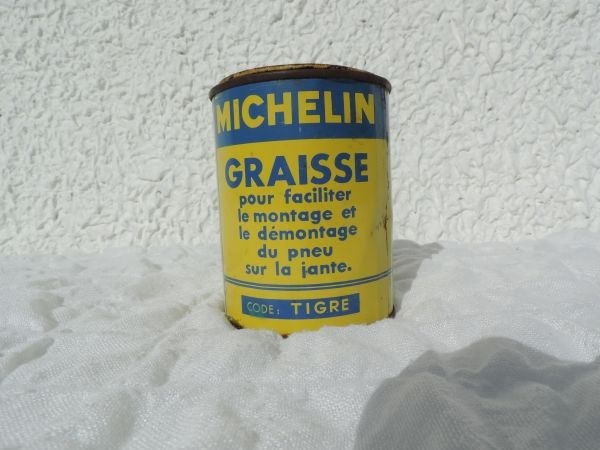 MICHELIN
GRAISSE
pour faciliter
le montage et
le démontage
du pneu
sur la jante.
CODE: TIGRE